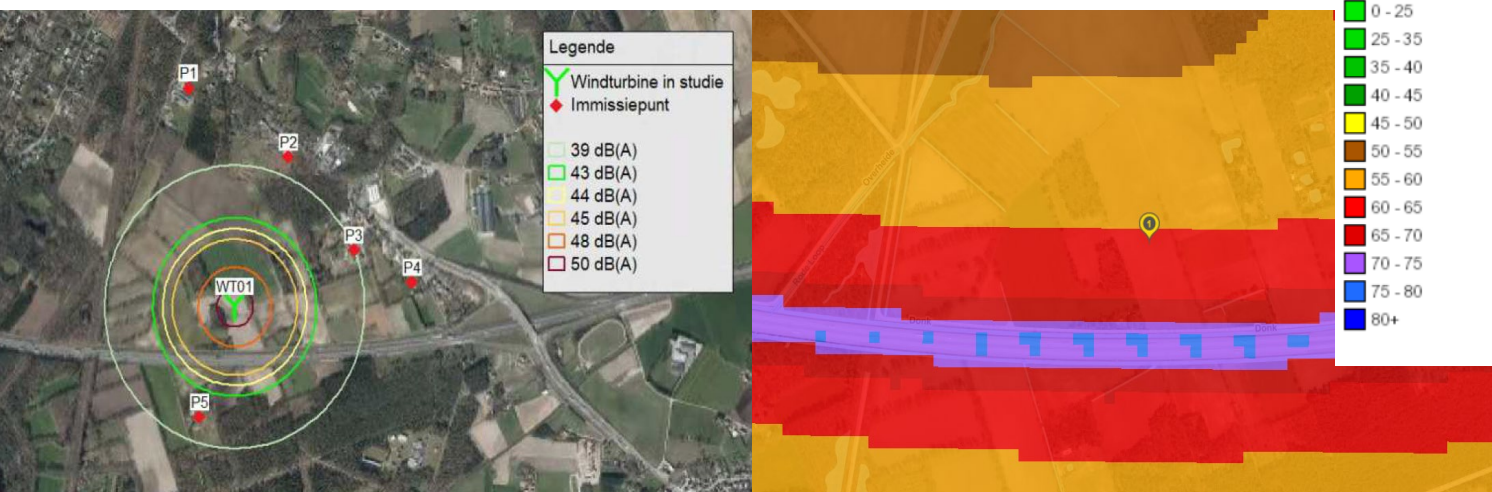 P1
P2
P3
P4
WT01
P5
Legende
Windturbine in studie
Immissiepunt
39 dB(A)
43 dB(A)
44 dB(A)
45 dB(A)
48 dB(A)
50 dB(A)
1
Donk
Donk
0 - 25
25 - 35
35 - 40
40 - 45
45 - 50
50 - 55
55 - 60
60 - 65
65 - 70
70 - 75
75 - 80
80+